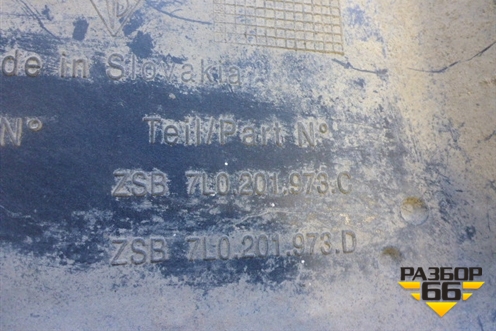 de in Slovakia
N° Teil/Part N°
ZSB 7L0.201.973.C
ZSB 7L0.201.973.D
РАЗБОР
66